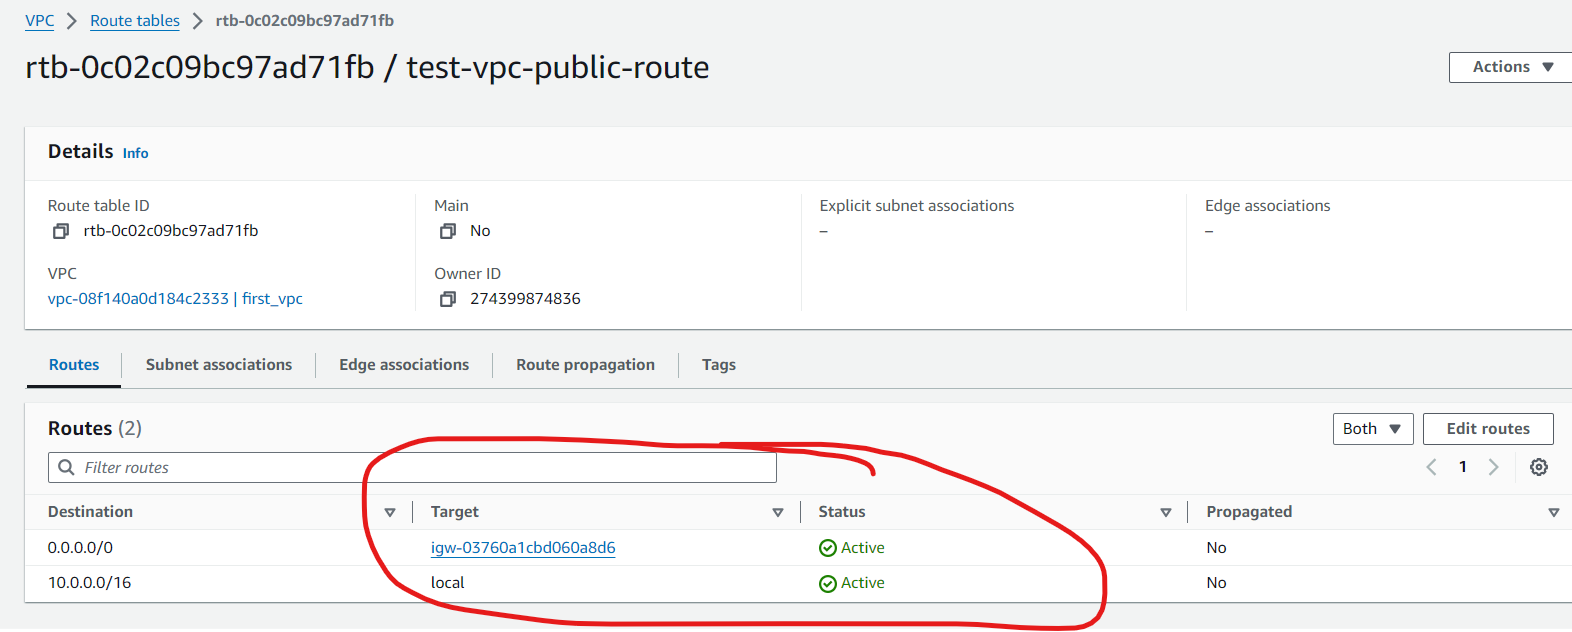 VPC > Route tables > rtb-0c02c09bc97ad71fb
rtb-0c02c09bc97ad71fb / test-vpc-public-route
Actions
Details Info
Route table ID
rtb-0c02c09bc97ad71fb
Main
No
Explicit subnet associations
–
Edge associations
–
VPC
vpc-08f140a0d184c2333 | first_vpc
Owner ID
274399874836
Routes
Subnet associations
Edge associations
Route propagation
Tags
Routes (2)
Both
Edit routes
Filter routes
1
Destination Target Status Propagated
0.0.0.0/0 igw-03760a1cbd060a8d6 Active No
10.0.0.0/16 local Active No